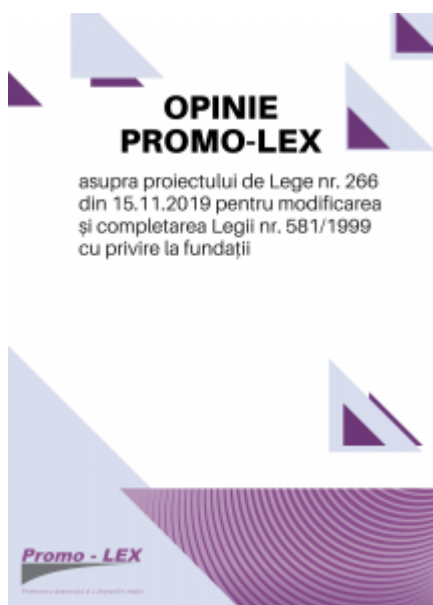 OPINIE
PROMO-LEX
asupra proiectului de Lege nr. 266
din 15.11.2019 pentru modificarea
și completarea Legii nr. 581/1999
cu privire la fundații
Promo - LEX